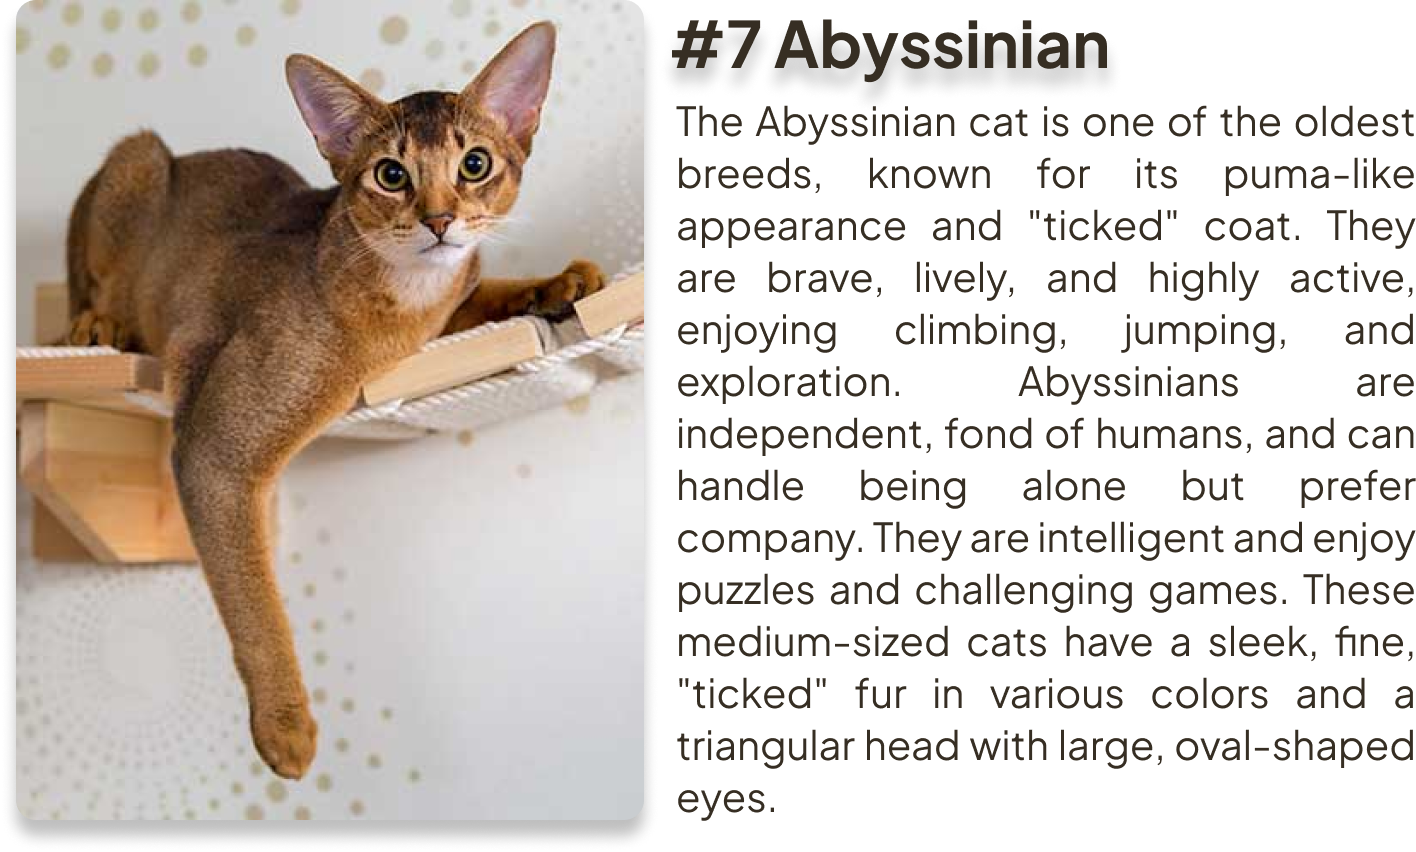 #7 Abyssinian
The Abyssinian cat is one of the oldest
breeds, known for its puma-like
appearance and "ticked" coat. They
are brave, lively, and highly active,
enjoying climbing, jumping, and
exploration. Abyssinians are
independent, fond of humans, and can
handle being alone but prefer
company. They are intelligent and enjoy
puzzles and challenging games. These
medium-sized cats have a sleek, fine,
"ticked" fur in various colors and a
triangular head with large, oval-shaped
eyes.